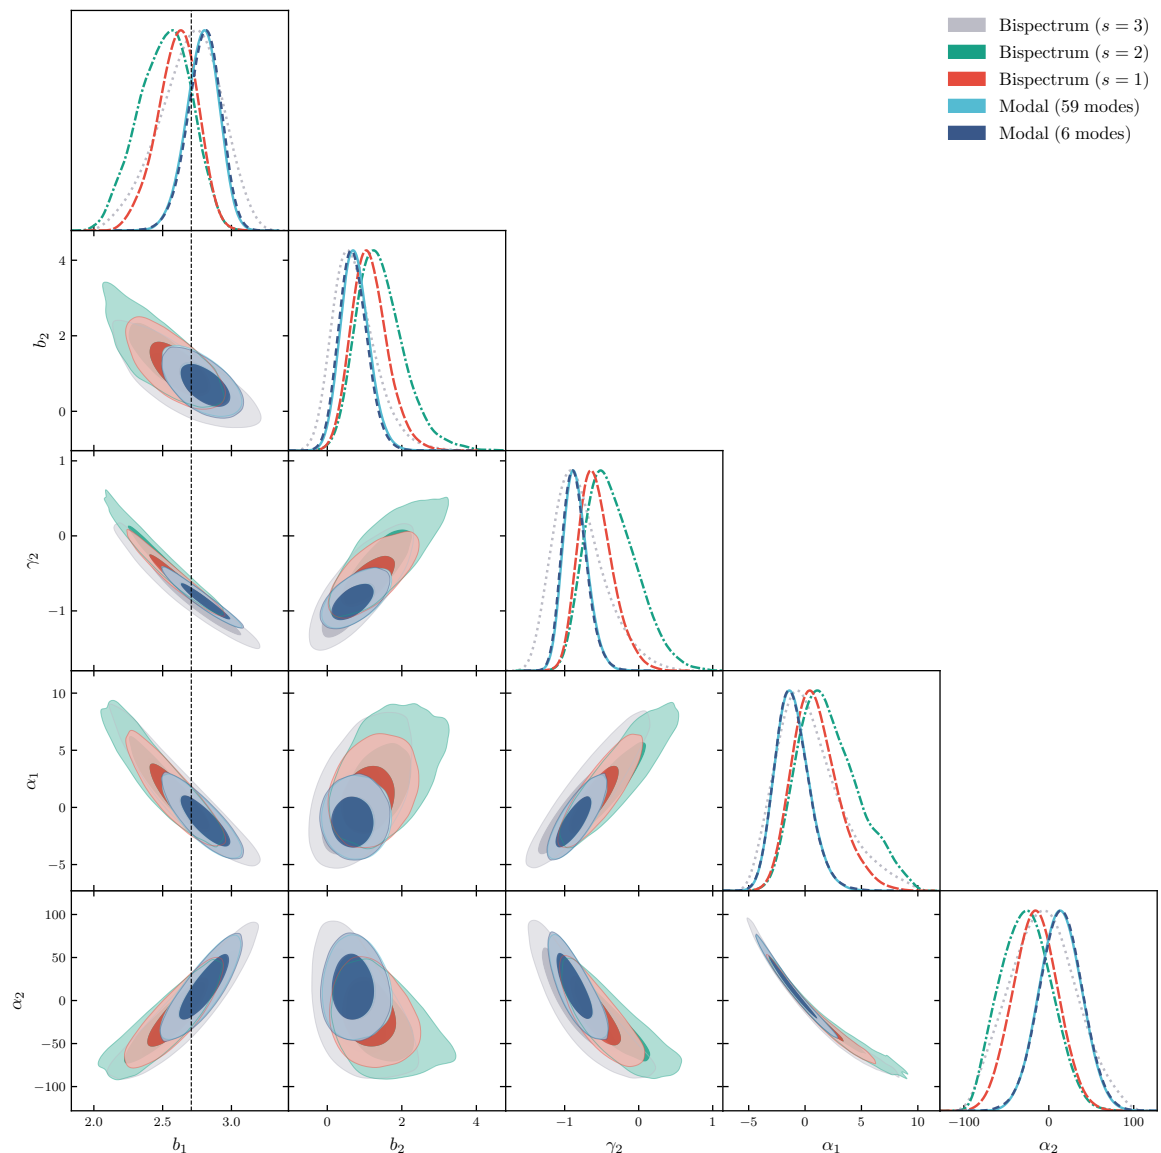 Bispectrum (s = 3)
Bispectrum (s = 2)
Bispectrum (s = 1)
Modal (59 modes)
Modal (6 modes)
4
2
0
b₂
1
0
−1
γ₂
10
5
0
−5
α₁
100
50
0
−50
−100
α₂
2.0 2.5 3.0 0 2 4 −1 0 1 −5 0 5 10 −100 0 100
b₁ b₂ γ₂ α₁ α₂